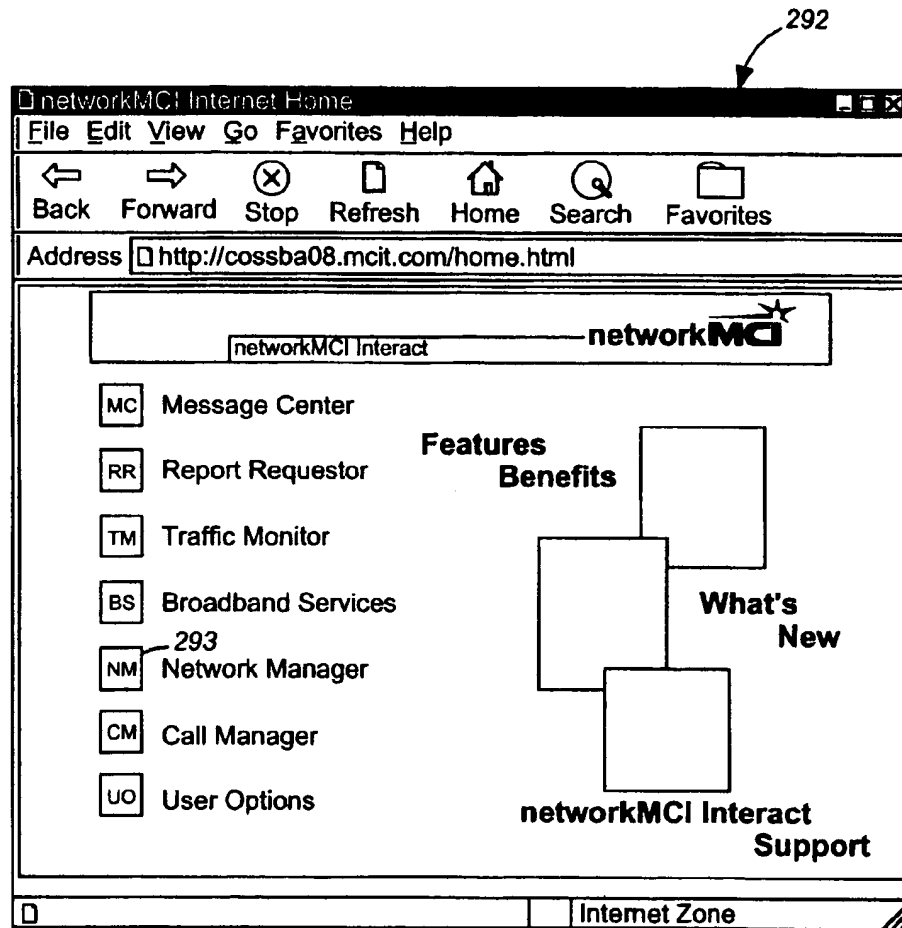 292
networkMCI Internet Home
File Edit View Go Favorites Help
Back Forward Stop Refresh Home Search Favorites
Address http://cossba08.mcit.com/home.html
networkMCI Interact
networkMCI
MC Message Center
RR Report Requestor
TM Traffic Monitor
BS Broadband Services
293
NM Network Manager
CM Call Manager
UO User Options
Features
Benefits
What's
New
networkMCI Interact
Support
Internet Zone